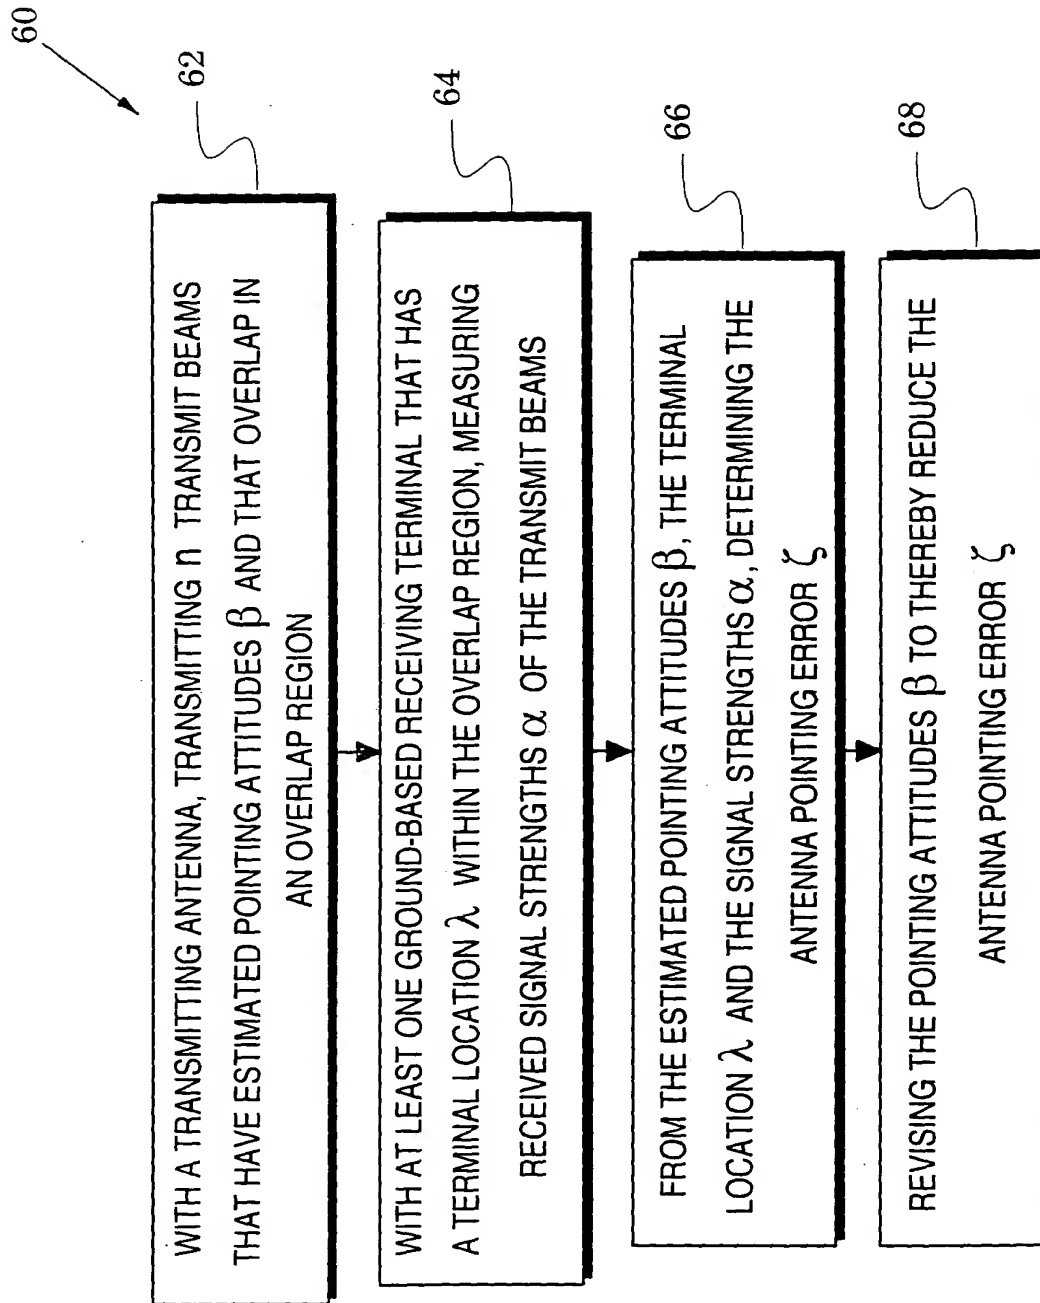 60
62
WITH A TRANSMITTING ANTENNA, TRANSMITTING n TRANSMIT BEAMS
THAT HAVE ESTIMATED POINTING ATTITUDES β AND THAT OVERLAP IN
AN OVERLAP REGION
64
WITH AT LEAST ONE GROUND-BASED RECEIVING TERMINAL THAT HAS
A TERMINAL LOCATION λ WITHIN THE OVERLAP REGION, MEASURING
RECEIVED SIGNAL STRENGTHS α OF THE TRANSMIT BEAMS
66
FROM THE ESTIMATED POINTING ATTITUDES β, THE TERMINAL
LOCATION λ AND THE SIGNAL STRENGTHS α, DETERMINING THE
ANTENNA POINTING ERROR ζ
68
REVISING THE POINTING ATTITUDES β TO THEREBY REDUCE THE
ANTENNA POINTING ERROR ζ